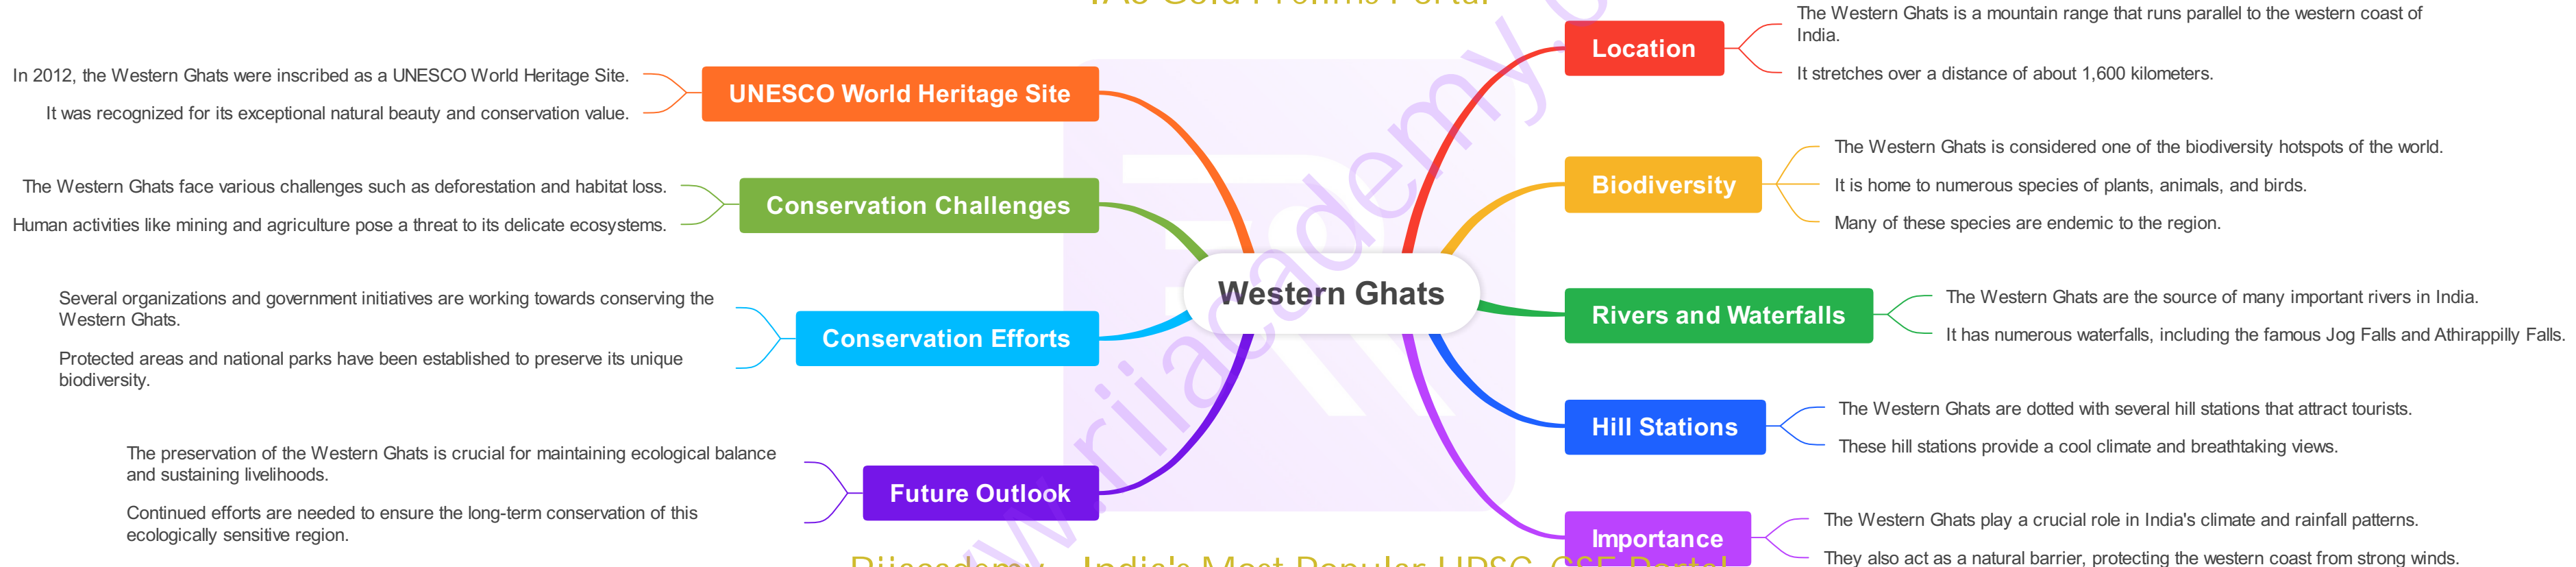 IAS Gold Prelims Portal
Western Ghats
Location
The Western Ghats is a mountain range that runs parallel to the western coast of
India.
It stretches over a distance of about 1,600 kilometers.
Biodiversity
The Western Ghats is considered one of the biodiversity hotspots of the world.
It is home to numerous species of plants, animals, and birds.
Many of these species are endemic to the region.
Rivers and Waterfalls
The Western Ghats are the source of many important rivers in India.
It has numerous waterfalls, including the famous Jog Falls and Athirappilly Falls.
Hill Stations
The Western Ghats are dotted with several hill stations that attract tourists.
These hill stations provide a cool climate and breathtaking views.
Importance
The Western Ghats play a crucial role in India's climate and rainfall patterns.
They also act as a natural barrier, protecting the western coast from strong winds.
UNESCO World Heritage Site
In 2012, the Western Ghats were inscribed as a UNESCO World Heritage Site.
It was recognized for its exceptional natural beauty and conservation value.
Conservation Challenges
The Western Ghats face various challenges such as deforestation and habitat loss.
Human activities like mining and agriculture pose a threat to its delicate ecosystems.
Conservation Efforts
Several organizations and government initiatives are working towards conserving the
Western Ghats.
Protected areas and national parks have been established to preserve its unique
biodiversity.
Future Outlook
The preservation of the Western Ghats is crucial for maintaining ecological balance
and sustaining livelihoods.
Continued efforts are needed to ensure the long-term conservation of this
ecologically sensitive region.
w.rijacademy.
Rijacademy - India's Most Popular UPSC-CSE Portal